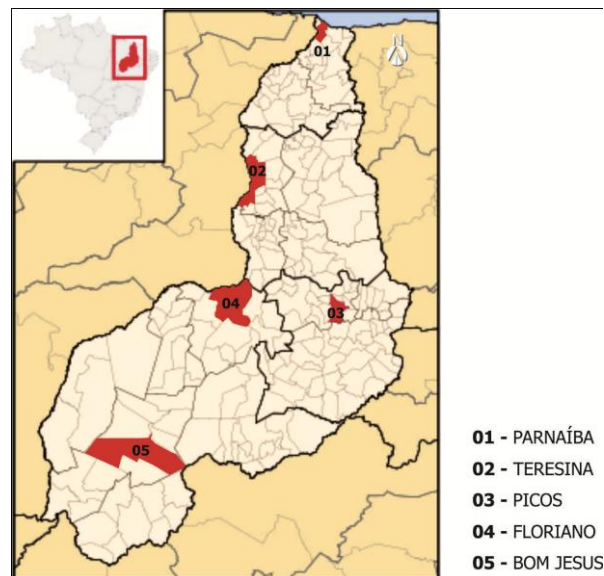 N
01
02
04
03
05
01 - PARNAÍBA
02 - TERESINA
03 - PICOS
04 - FLORIANO
05 - BOM JESUS